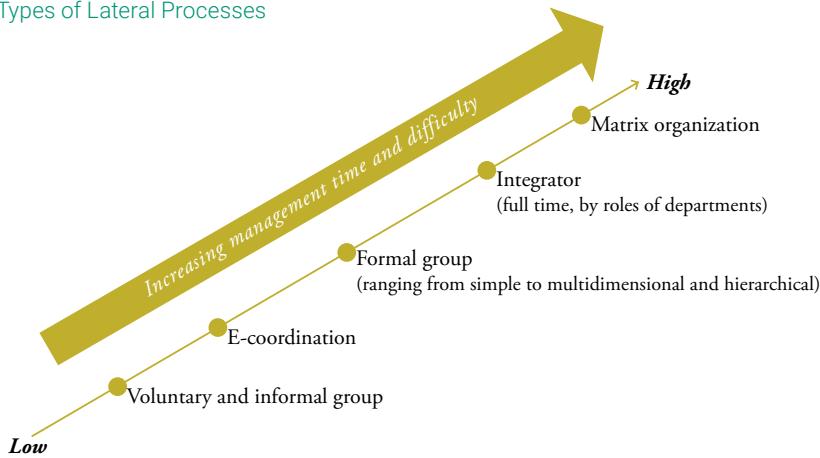 Types of Lateral Processes
High
Increasing management time and difficulty
Matrix organization
Integrator
(full time, by roles of departments)
Formal group
(ranging from simple to multidimensional and hierarchical)
E-coordination
Voluntary and informal group
Low